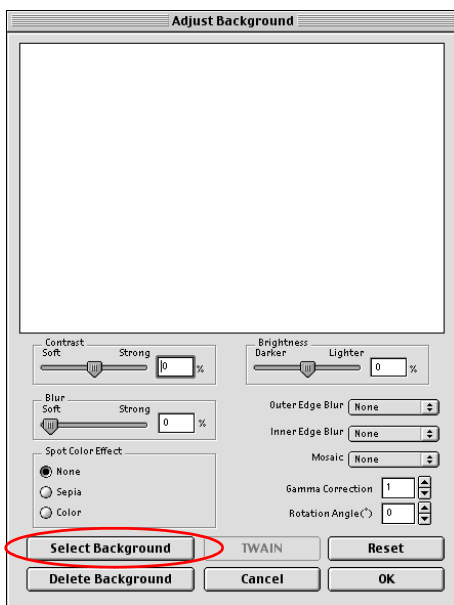 Adjust Background
Contrast
Soft Strong 0 %
Brightness
Darker Lighter 0 %
Blur
Soft Strong 0 %
Outer Edge Blur None
Inner Edge Blur None
Mosaic None
Spot Color Effect
None
Sepia
Color
Gamma Correction 1
Rotation Angle(°) 0
Select Background TWAIN Reset
Delete Background Cancel OK